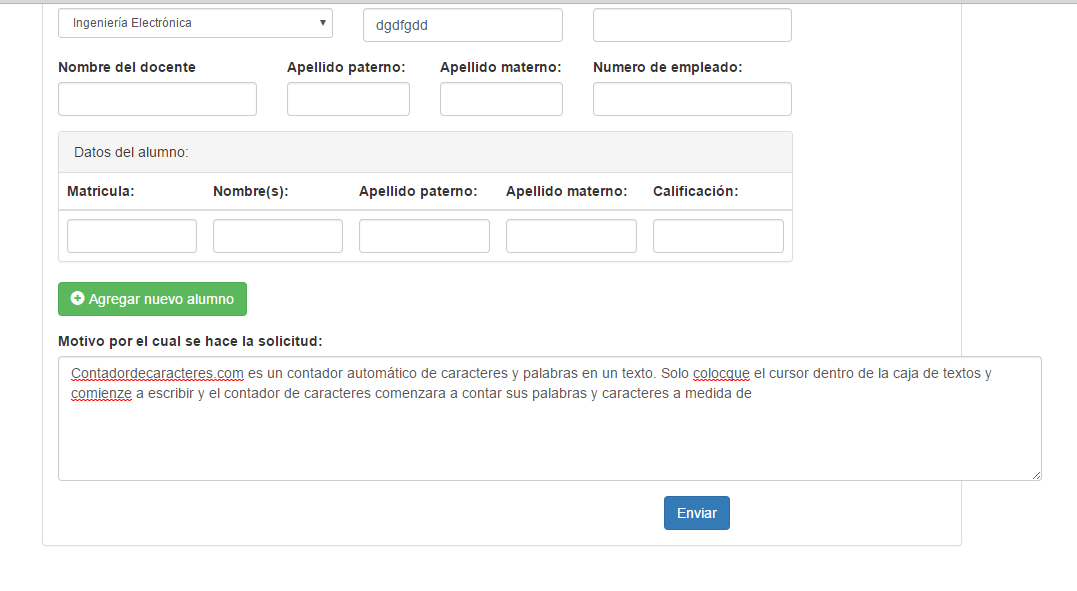 Ingeniería Electrónica dgdfgdd
Nombre del docente Apellido paterno: Apellido materno: Numero de empleado:
Datos del alumno:
Matricula: Nombre(s): Apellido paterno: Apellido materno: Calificación:
Agregar nuevo alumno
Motivo por el cual se hace la solicitud:
Contadordecaracteres.com es un contador automático de caracteres y palabras en un texto. Solo colocque el cursor dentro de la caja de textos y
comienze a escribir y el contador de caracteres comenzara a contar sus palabras y caracteres a medida de
Enviar